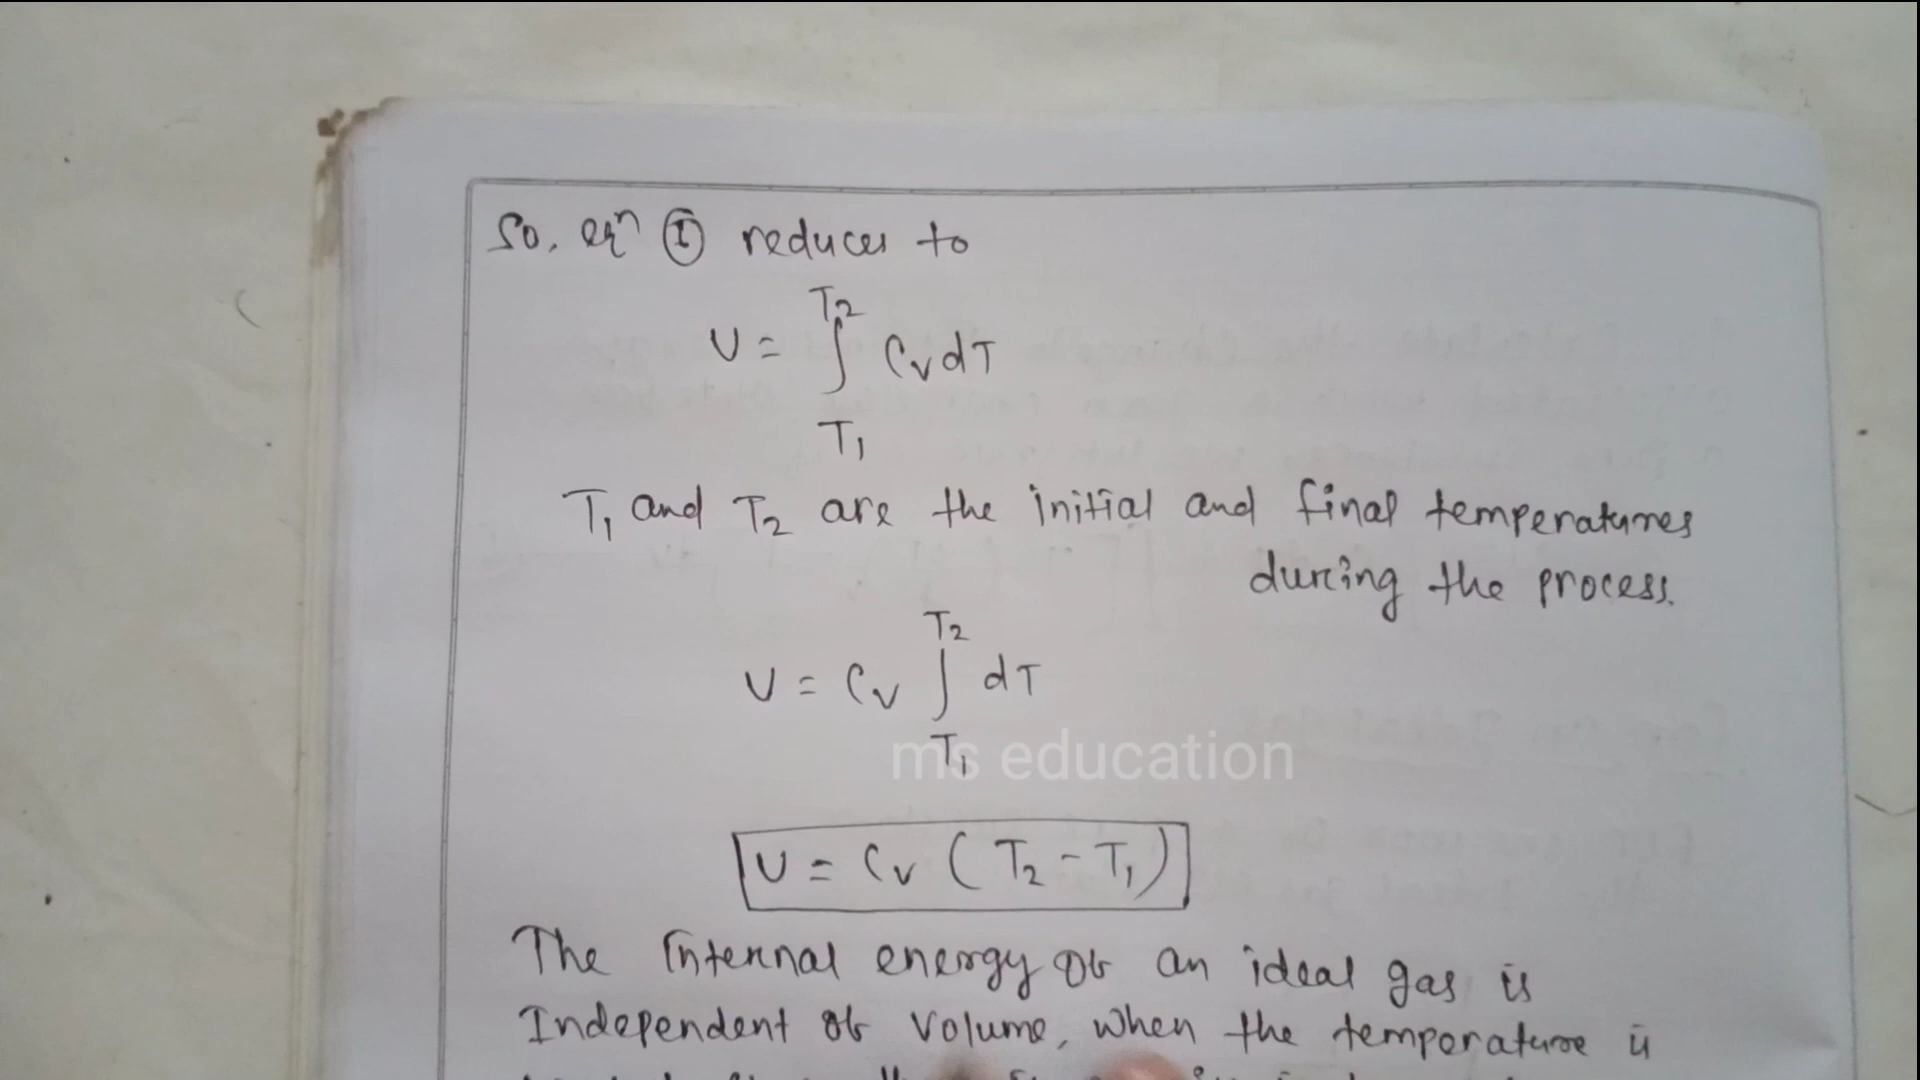 So, eqn (I) reduces to
T2
U = ∫ CvdT
T1
T1 and T2 are the initial and final temperatures
during the process.
T2
U = Cv ∫ dT
T1
ms education
U = Cv ( T2 - T1 )
The Internal energy of an ideal gas is
Independent of volume, when the temperature is